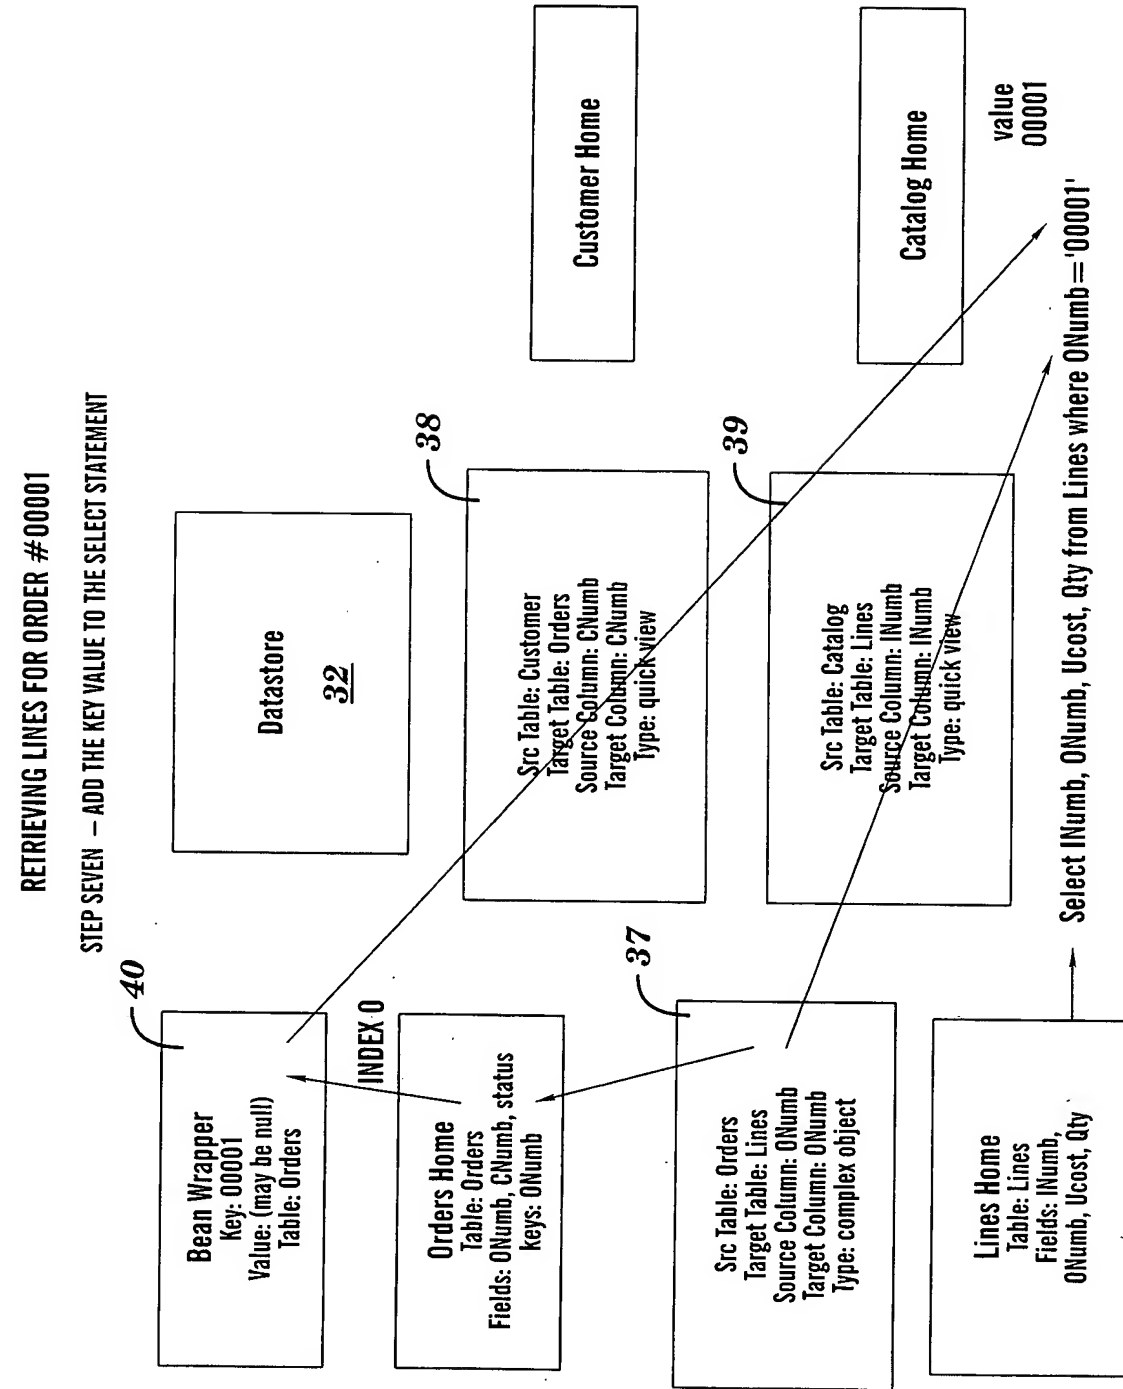 RETRIEVING LINES FOR ORDER #00001
STEP SEVEN – ADD THE KEY VALUE TO THE SELECT STATEMENT
40
Bean Wrapper
Key: 00001
Value: (may be null)
Table: Orders
Datastore
32
INDEX 0
Orders Home
Table: Orders
Fields: ONumb, CNumb, status
keys: ONumb
38
Src Table: Customer
Target Table: Orders
Source Column: CNumb
Target Column: CNumb
Type: quick view
Customer Home
37
Src Table: Orders
Target Table: Lines
Source Column: ONumb
Target Column: ONumb
Type: complex object
39
Src Table: Catalog
Target Table: Lines
Source Column: INumb
Target Column: INumb
Type: quick view
Catalog Home
Lines Home
Table: Lines
Fields: INumb,
ONumb, Ucost, Qty
value
00001
Select INumb, ONumb, Ucost, Qty from Lines where ONumb='00001'